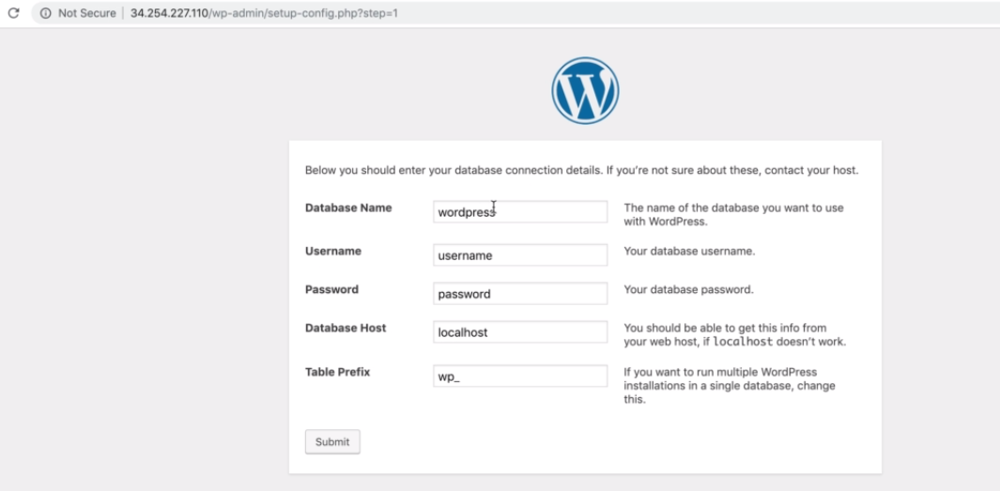 Not Secure | 34.254.227.110/wp-admin/setup-config.php?step=1
Below you should enter your database connection details. If you’re not sure about these, contact your host.
Database Name
wordpress
The name of the database you want to use
with WordPress.
Username
username
Your database username.
Password
password
Your database password.
Database Host
localhost
You should be able to get this info from
your web host, if localhost doesn’t work.
Table Prefix
wp_
If you want to run multiple WordPress
installations in a single database, change
this.
Submit